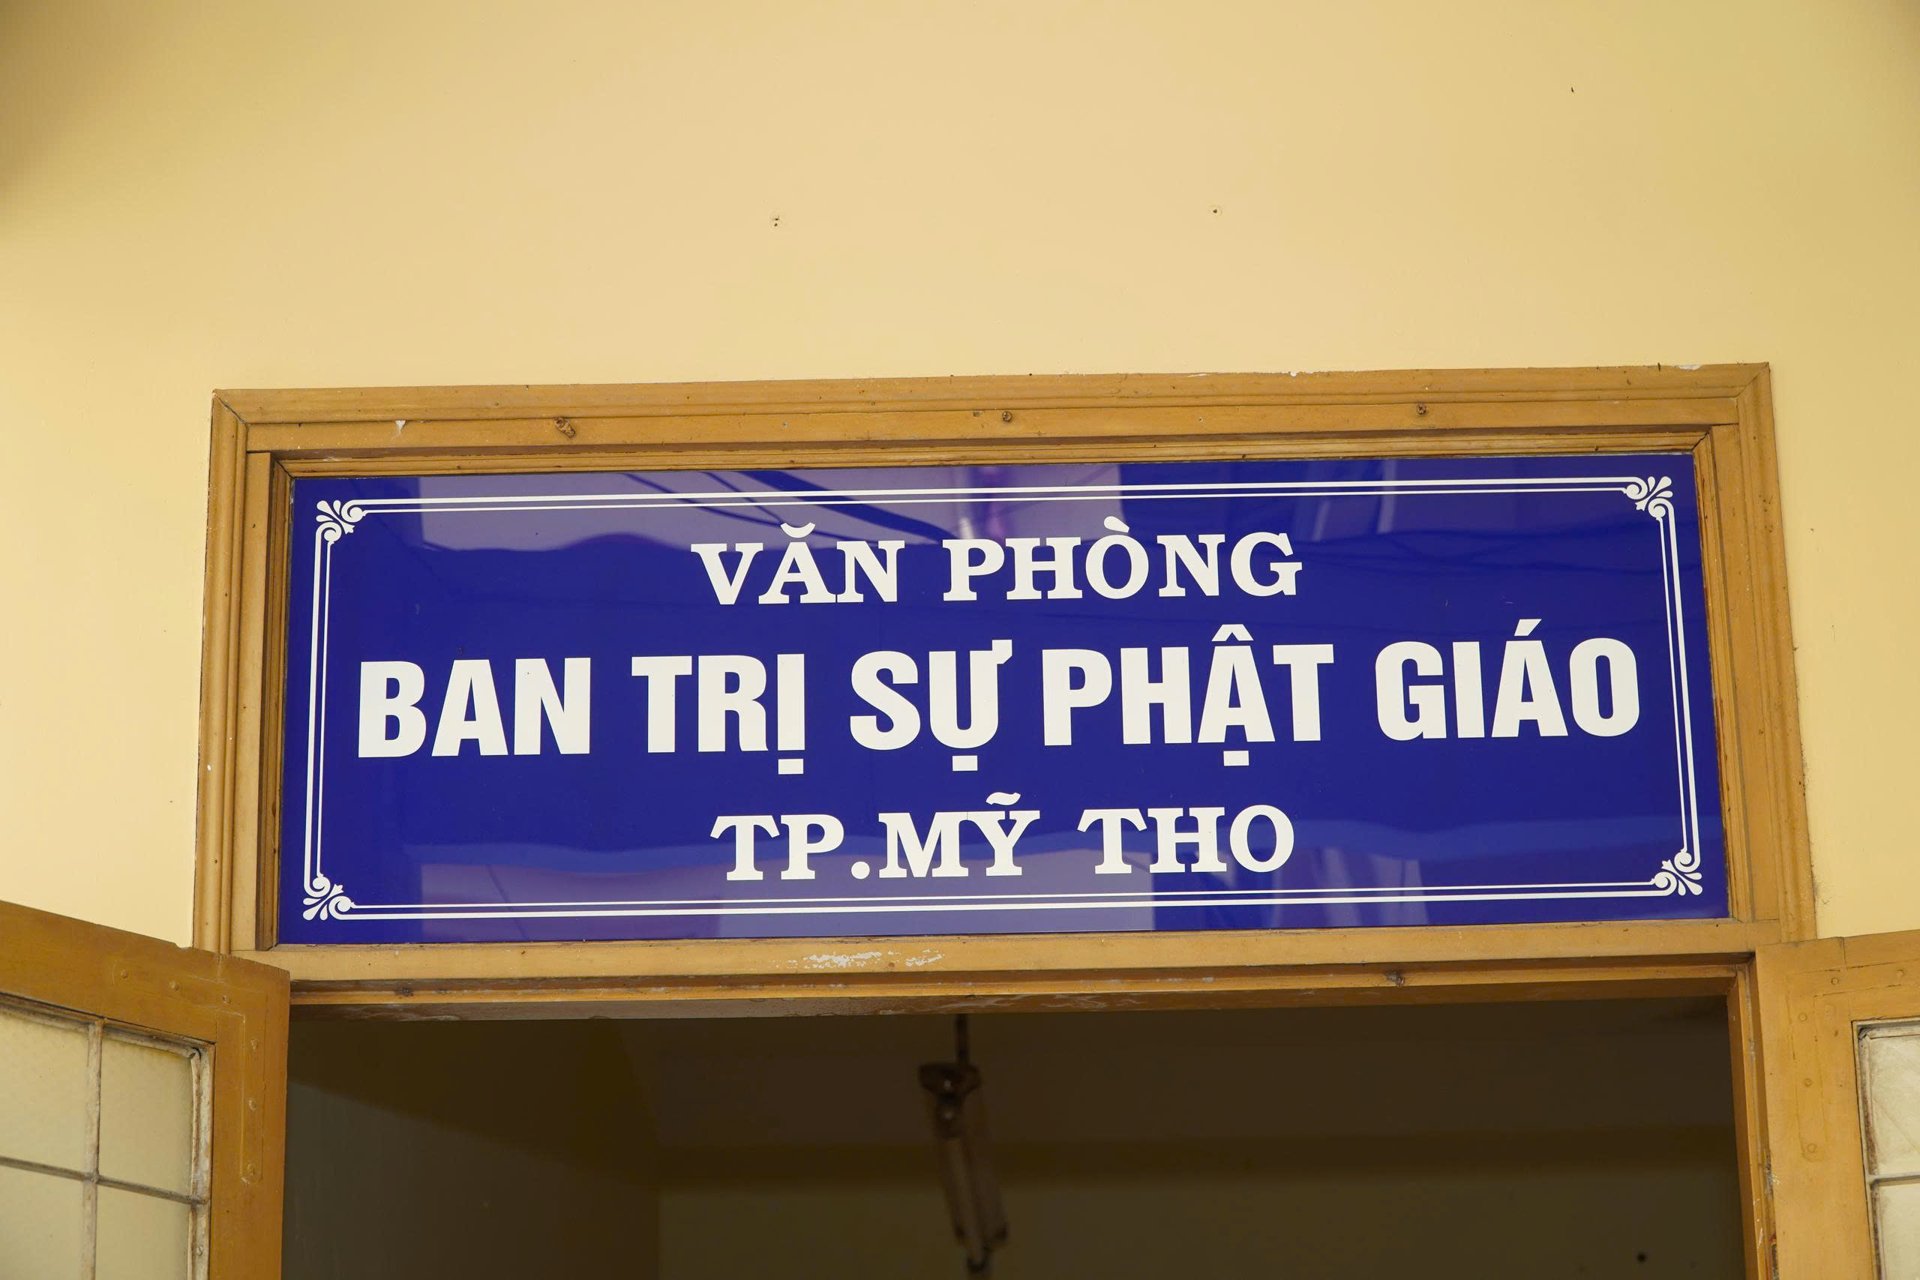 VĂN PHÒNG
BAN TRỊ SỰ PHẬT GIÁO
TP.MỸ THO